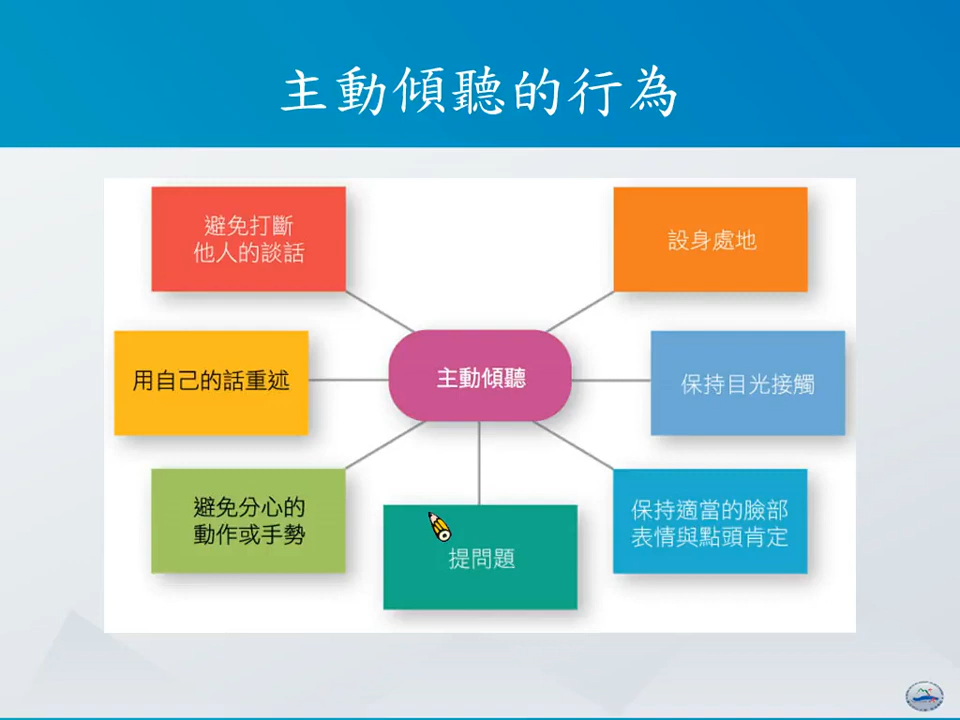 主動傾聽的行為
避免打斷
他人的談話
設身處地
用自己的話重述
主動傾聽
保持目光接觸
避免分心的
動作或手勢
提問題
保持適當的臉部
表情與點頭肯定